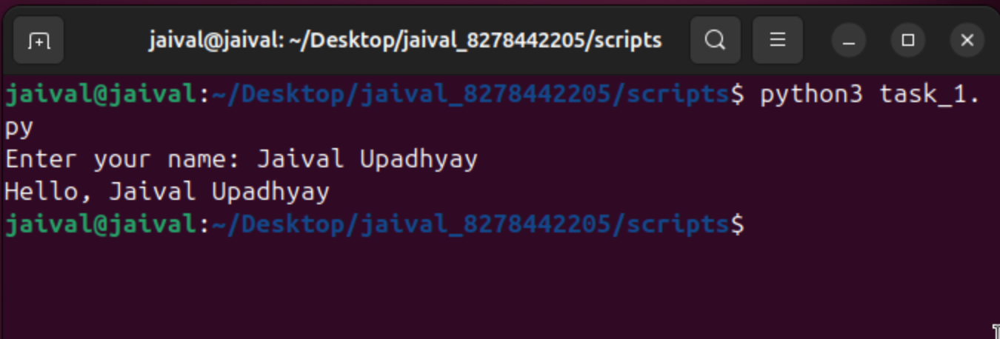 jaival@jaival: ~/Desktop/jaival_8278442205/scripts
jaival@jaival:~/Desktop/jaival_8278442205/scripts$ python3 task_1.
py
Enter your name: Jaival Upadhyay
Hello, Jaival Upadhyay
jaival@jaival:~/Desktop/jaival_8278442205/scripts$